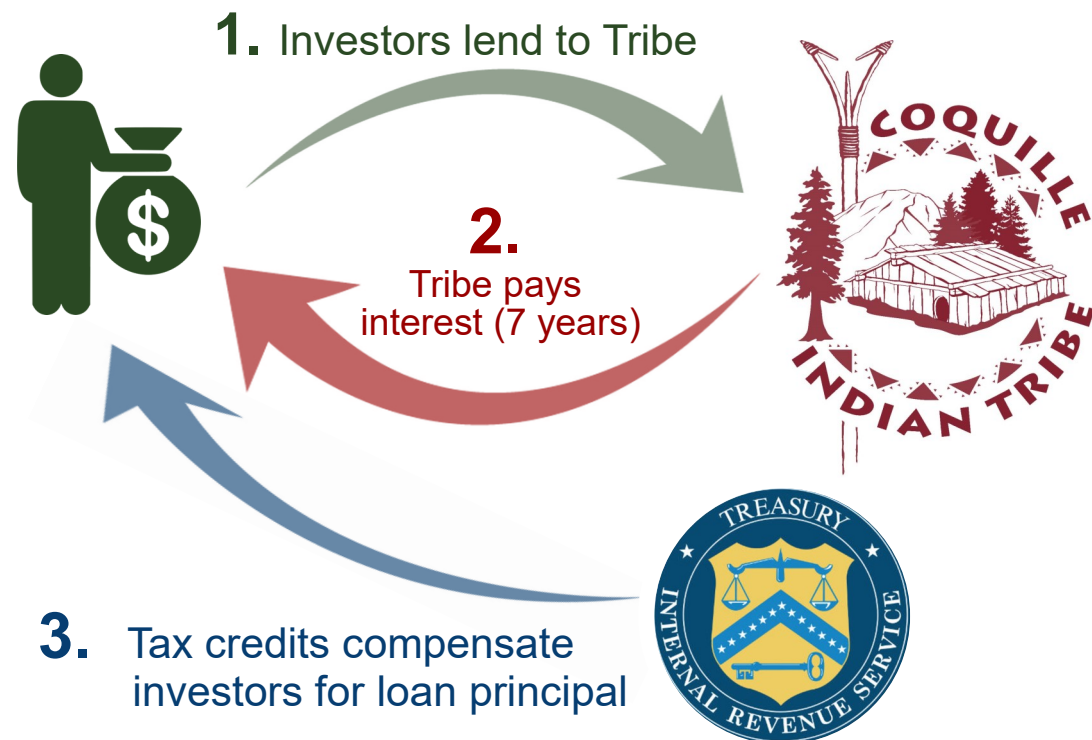 1. Investors lend to Tribe
$
COQUILLE
INDIAN TRIBE
2.
Tribe pays
interest (7 years)
TREASURY
INTERNAL REVENUE SERVICE
3. Tax credits compensate
investors for loan principal